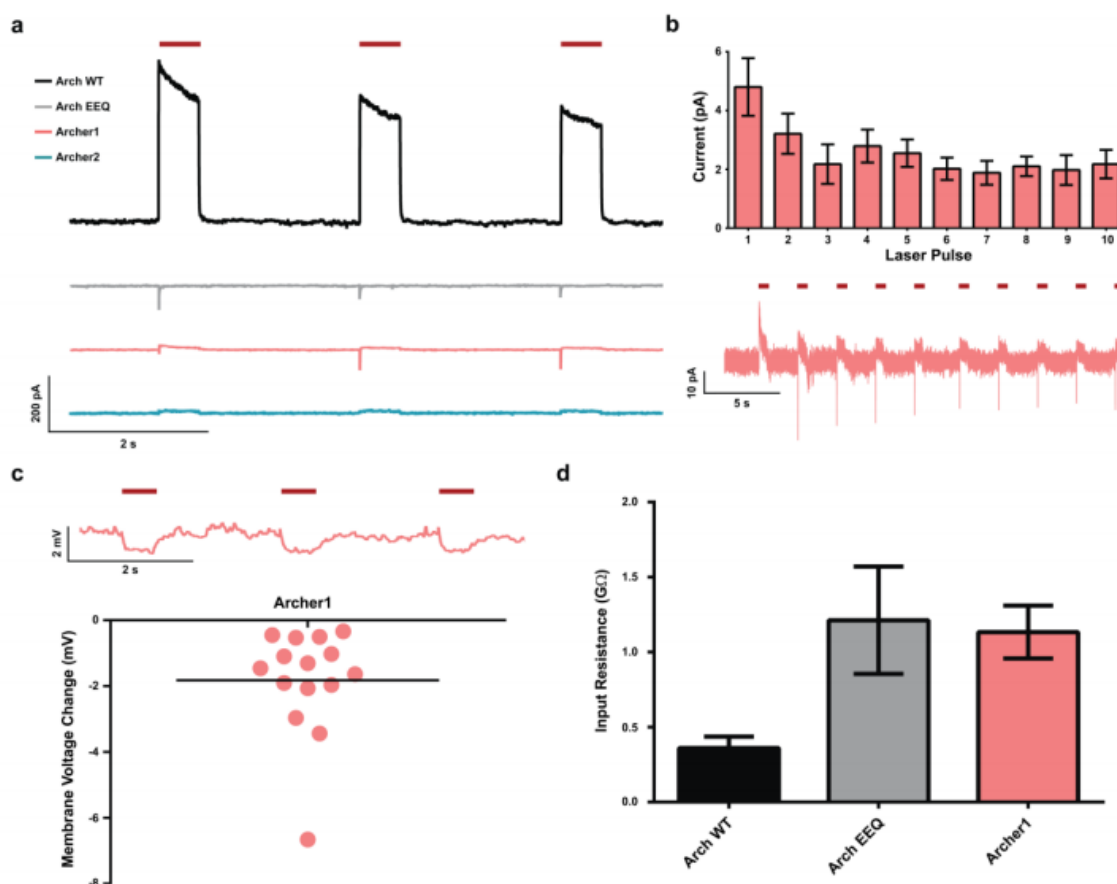 a
Arch WT
Arch EEQ
Archer1
Archer2
200 pA
2 s
b
Current (pA)
6
4
2
0
1 2 3 4 5 6 7 8 9 10
Laser Pulse
10 pA
5 s
c
2 mV
2 s
Archer1
Membrane Voltage Change (mV)
0
-2
-4
-6
-8
d
Input Resistance (GΩ)
2.0
1.5
1.0
0.5
0.0
Arch WT
Arch EEQ
Archer1